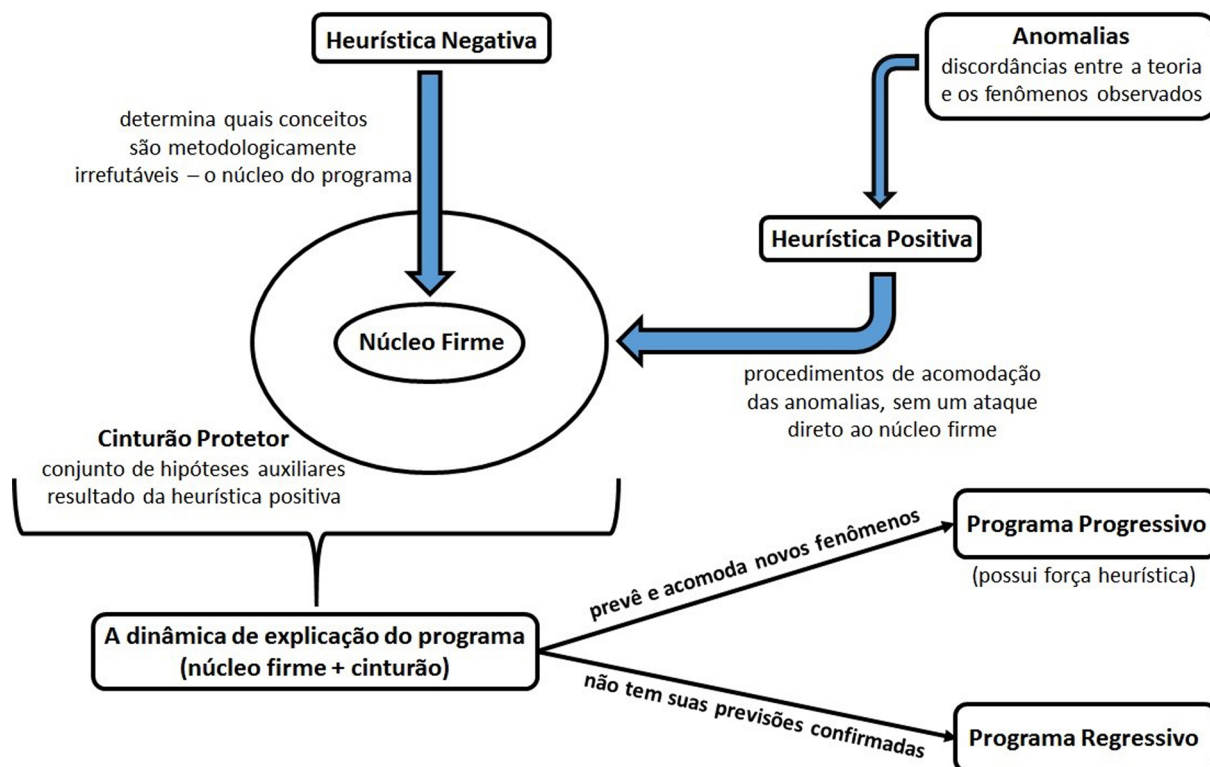 Heurística Negativa
determina quais conceitos
são metodologicamente
irrefutáveis – o núcleo do programa
Anomalias
discordâncias entre a teoria
e os fenômenos observados
Heurística Positiva
Núcleo Firme
procedimentos de acomodação
das anomalias, sem um ataque
direto ao núcleo firme
Cinturão Protetor
conjunto de hipóteses auxiliares
resultado da heurística positiva
A dinâmica de explicação do programa
(núcleo firme + cinturão)
prevê e acomoda novos fenômenos
Programa Progressivo
(possui força heurística)
não tem suas previsões confirmadas
Programa Regressivo